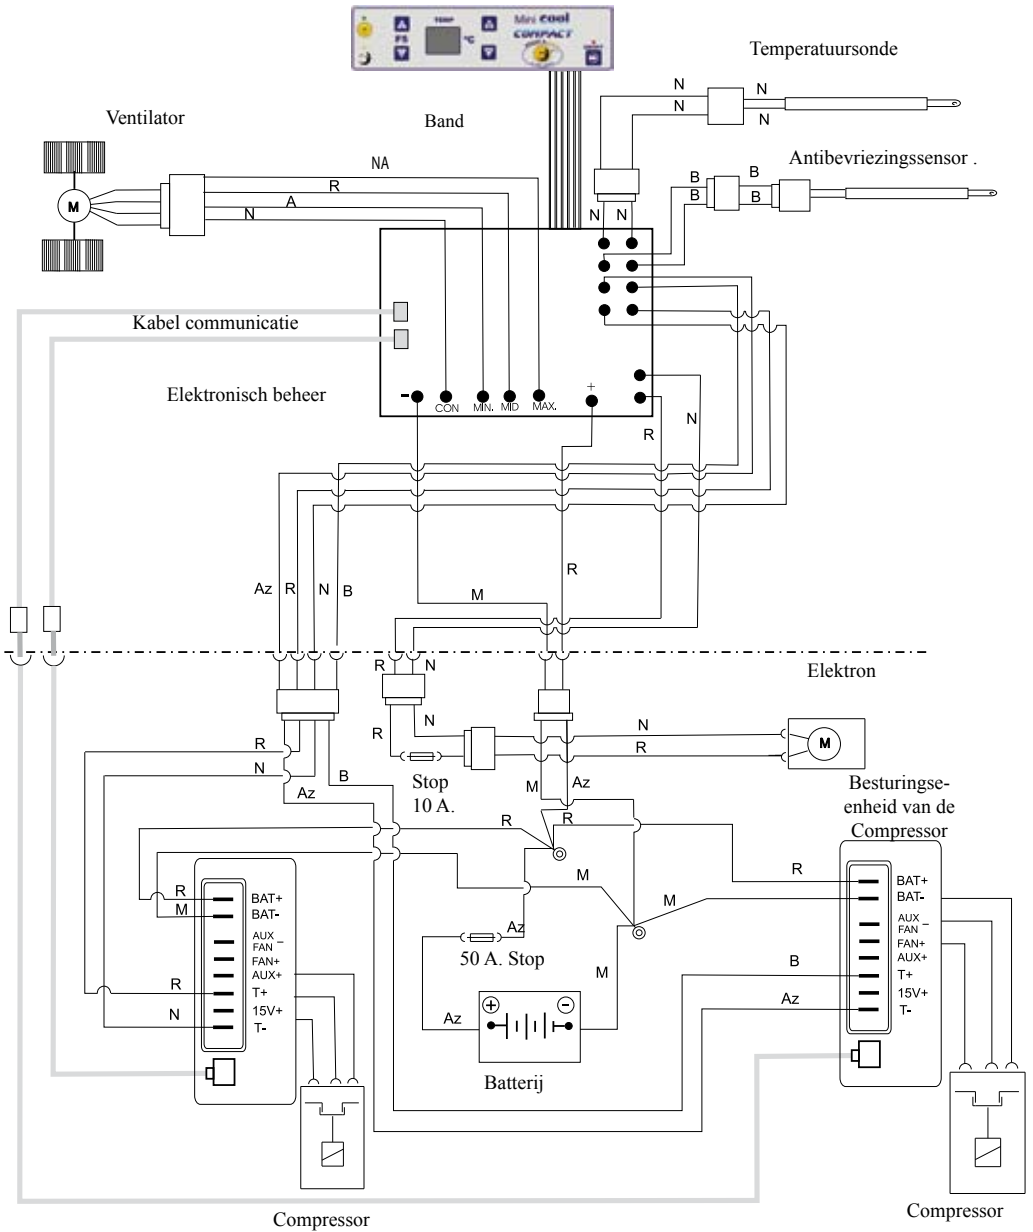 TEMP
FS
°C
Mini cool
COMPACT
Temperatuursonde
Ventilator
Band
N
N
N
N
Antibevriezingssensor .
NA
R
A
N
B
B
B
B
M
N
N
Kabel communicatie
Elektronisch beheer
-
CON
MIN.
MID
MAX.
+
R
N
Az
R
N
B
M
R
Elektron
R
N
R
N
N
R
M
Stop
10 A.
M
Az
Besturingse-
enheid van de
Compressor
R
N
B
Az
R
R
M
R
M
R
M
BAT+
BAT-
AUX
FAN -
FAN+
AUX+
T+
15V+
T-
R
N
Az
50 A. Stop
M
Az
+
-
Batterij
B
Az
BAT+
BAT-
AUX
FAN -
FAN+
AUX+
T+
15V+
T-
Compressor
Compressor